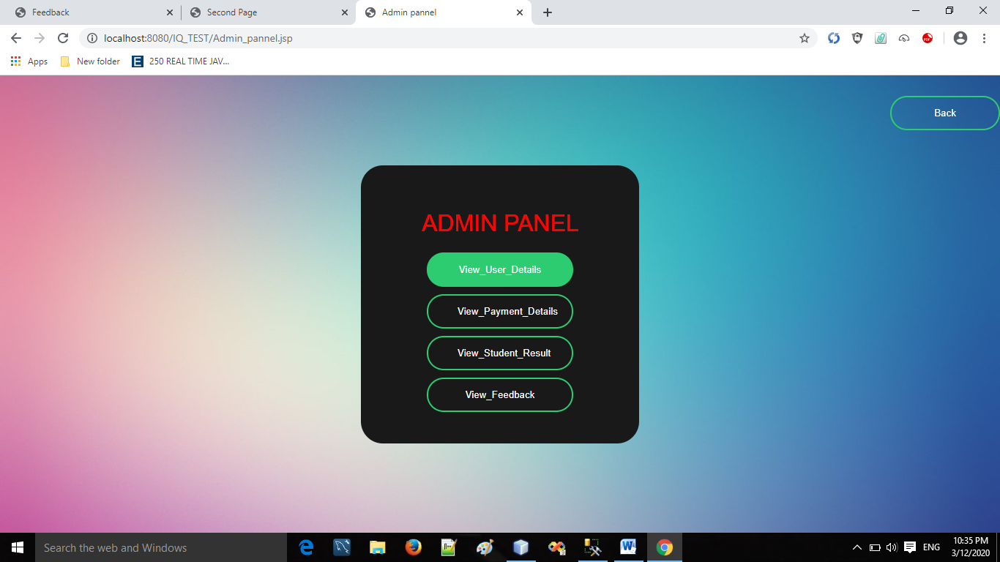 Feedback
Second Page
Admin pannel
localhost:8080/IQ_TEST/Admin_pannel.jsp
Apps
New folder
E
250 REAL TIME JAV...
Back
ADMIN PANEL
View_User_Details
View_Payment_Details
View_Student_Result
View_Feedback
Search the web and Windows
ENG
10:35 PM
3/12/2020